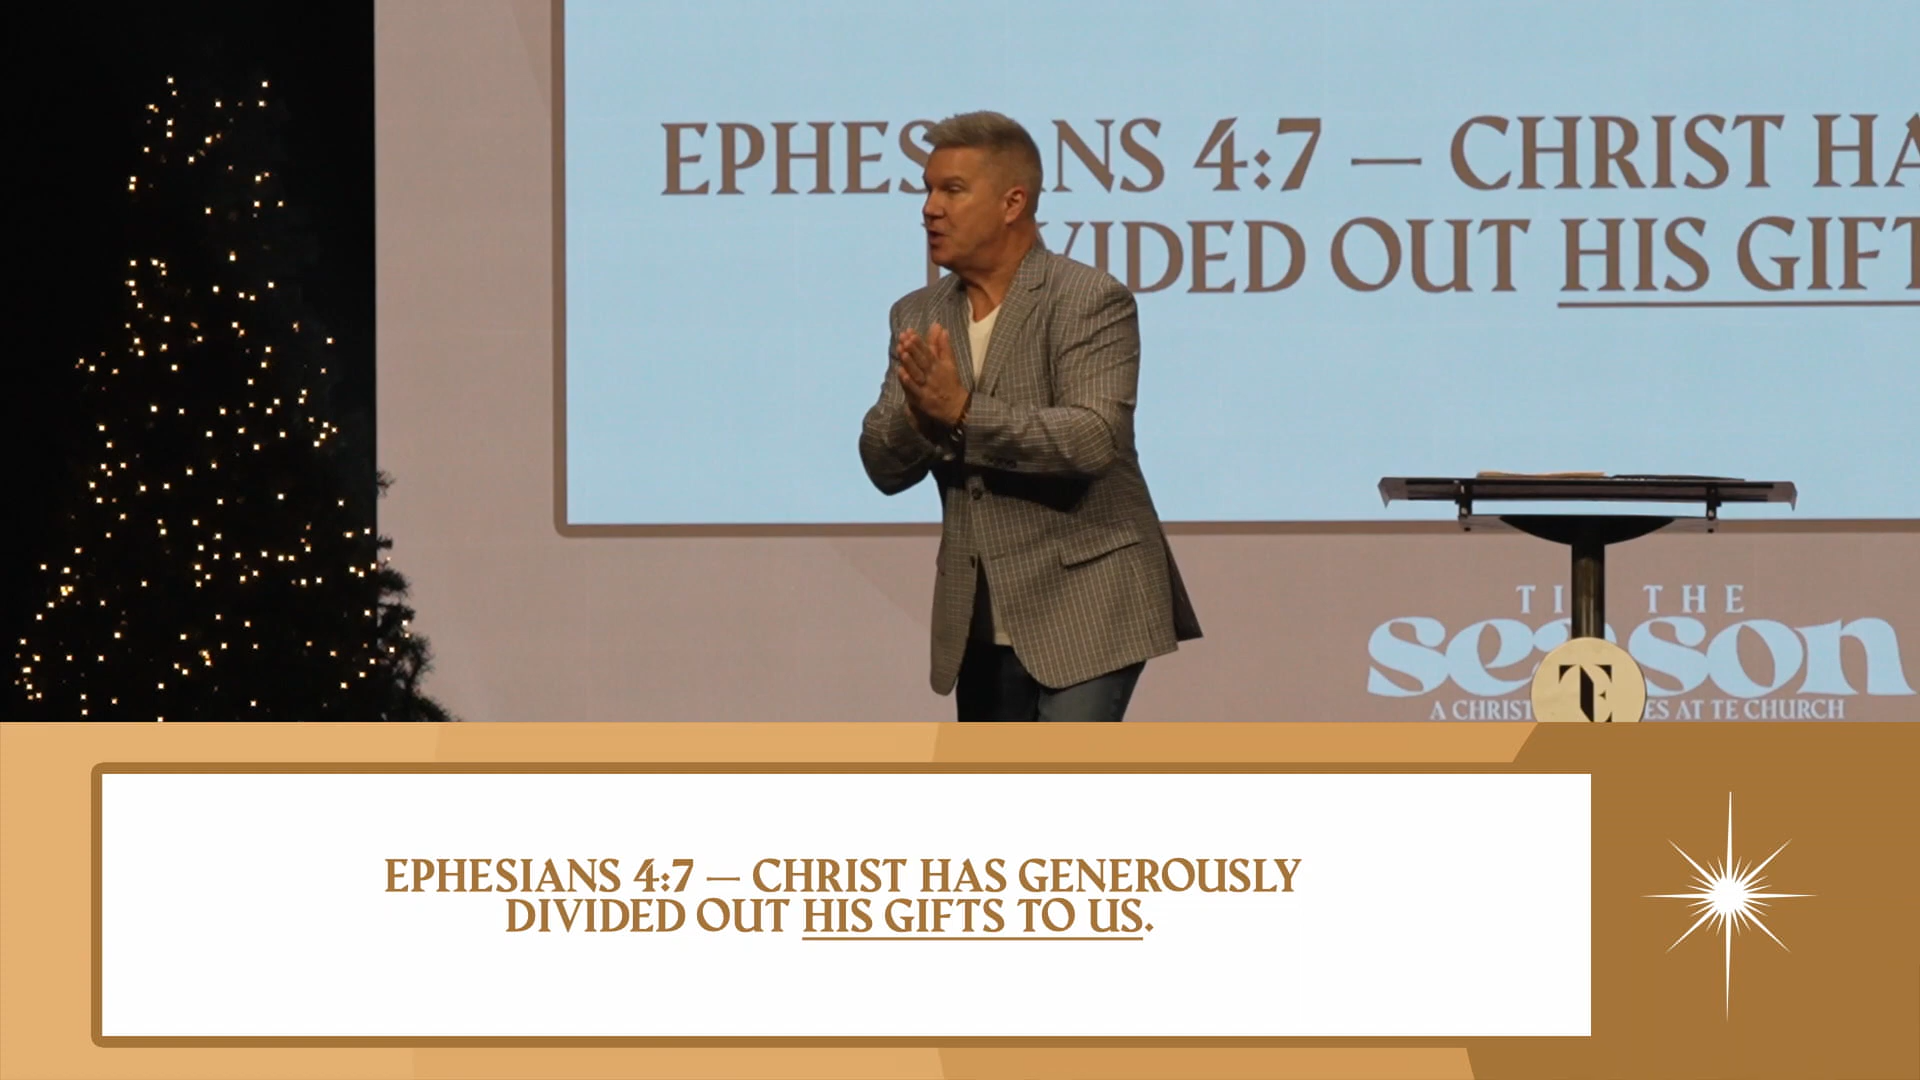 EPHES ANS 4:7 — CHRIST HA
VIDED OUT HIS GIFT
TI THE
season
A CHRIST ES AT TE CHURCH
TE
EPHESIANS 4:7 — CHRIST HAS GENEROUSLY
DIVIDED OUT HIS GIFTS TO US.